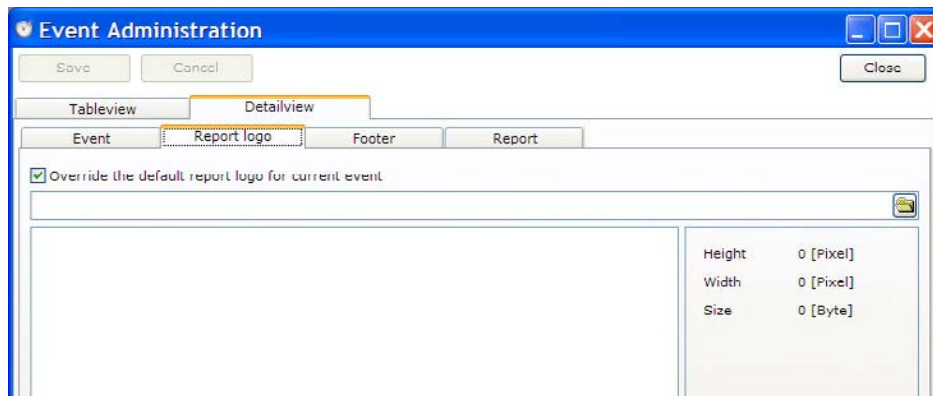 Event Administration
Save Cancel Close
Tableview Detailview
Event Report logo Footer Report
Override the default report logo for current event
Height 0 [Pixel]
Width 0 [Pixel]
Size 0 [Byte]